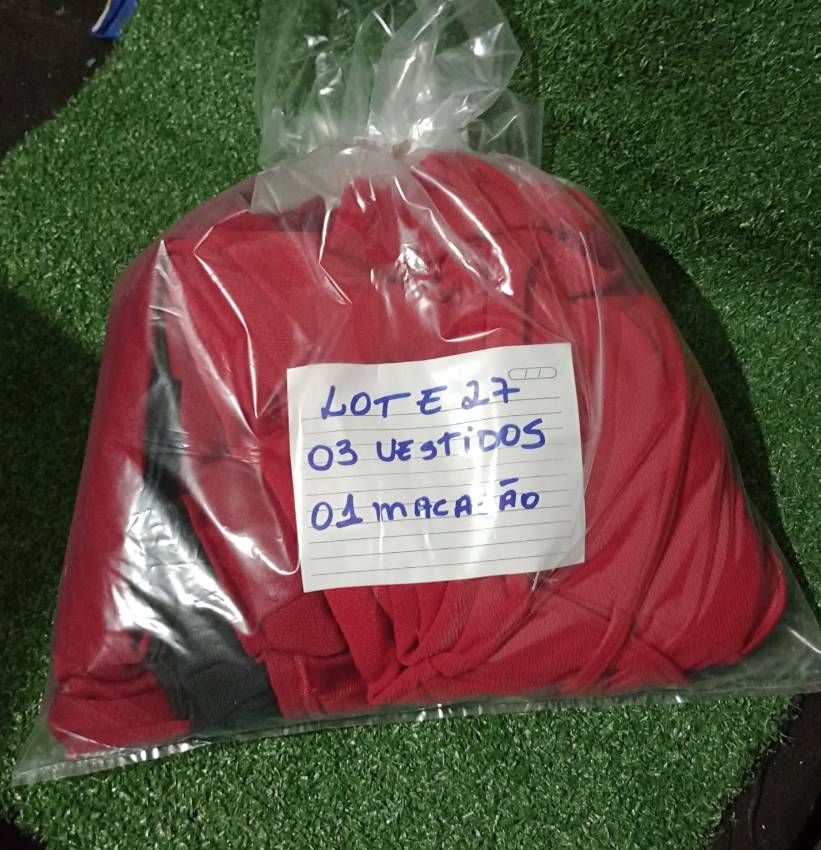 LOTE 27
03 VESTIDOS
01 MACACÃO